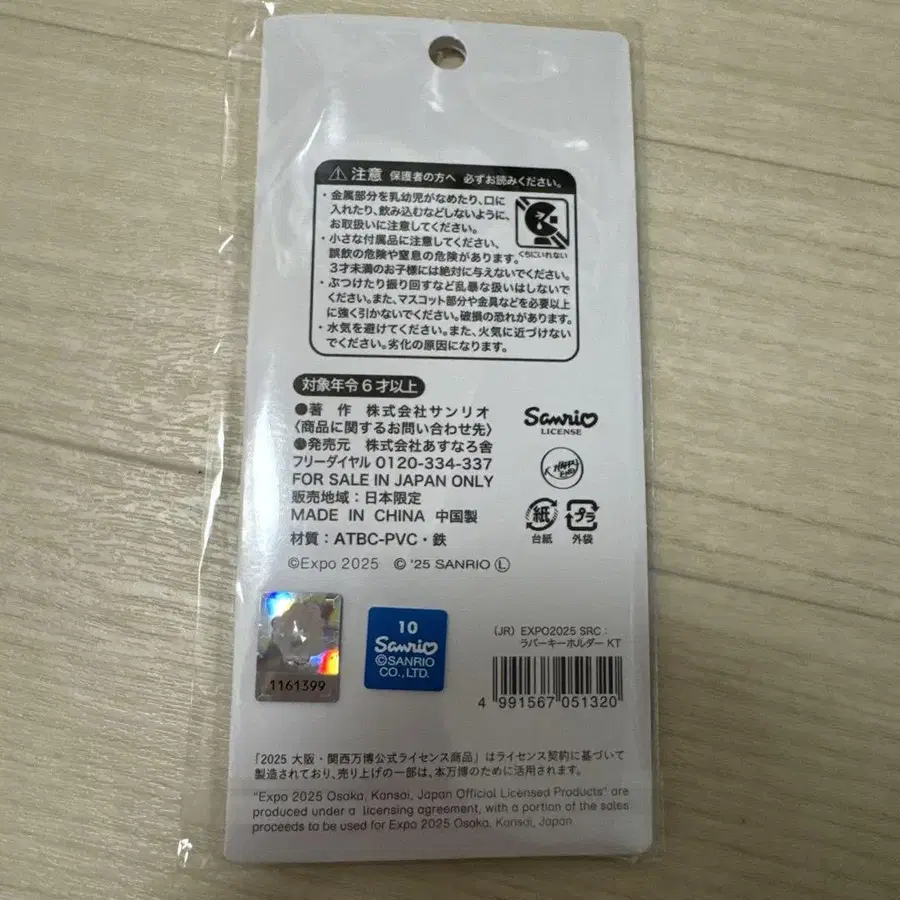 注意 保護者の方へ 必ずお読みください。
・金属部分を乳幼児がなめたり、口に
入れたり、飲み込むなどしないように、
お取扱いに注意してください。
・小さな付属品に注意してください、
誤飲の危険や窒息の危険があります。
3才未満のお子様には絶対に与えないでください。
くちにいれない
・ぶつけたり振り回すなど乱暴な扱いはしないで
ください。また、マスコット部分や金具などを必要以上
に強く引かないでください。破損の恐れがあります。
・水気を避けてください。また、火気に近づけない
でください。劣化の原因になります。
対象年令6才以上
●著 作 株式会社サンリオ
〈商品に関するお問い合わせ先〉
●発売元 株式会社あすなろ舎
フリーダイヤル 0120-334-337
FOR SALE IN JAPAN ONLY
販売地域：日本限定
MADE IN CHINA 中国製
材質：ATBC-PVC・鉄
©Expo 2025 © '25 SANRIO Ⓛ
Sanrio
LICENSE
紙
台紙
プラ
外袋
1161399
10
Sanrio
©SANRIO
CO., LTD.
(JR) EXPO2025 SRC：
ラバーキーホルダー KT
4 991567 051320
「2025 大阪・関西万博公式ライセンス商品」はライセンス契約に基づいて
製造されており、売り上げの一部は、本万博のために活用されます。
"Expo 2025 Osaka, Kansai, Japan Official Licensed Products" are
produced under a licensing agreement, with a portion of the sales
proceeds to be used for Expo 2025 Osaka, Kansai, Japan